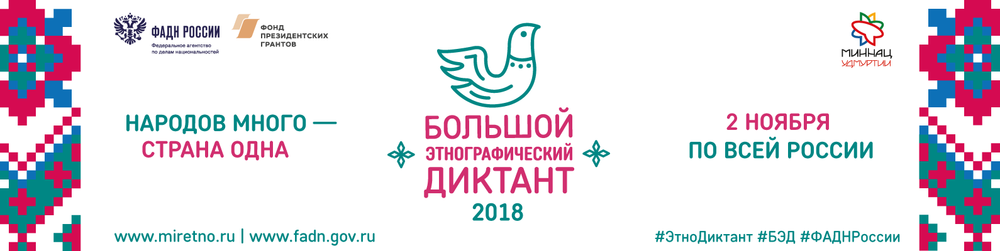 ФАДН РОССИИ
Федеральное агентство
по делам национальностей
ФОНД
ПРЕЗИДЕНТСКИХ
ГРАНТОВ
МИННАЦ
УДМУРТИИ
НАРОДОВ МНОГО —
СТРАНА ОДНА
БОЛЬШОЙ
ЭТНОГРАФИЧЕСКИЙ
ДИКТАНТ
2018
2 НОЯБРЯ
ПО ВСЕЙ РОССИИ
www.miretno.ru | www.fadn.gov.ru
#ЭтноДиктант #БЭД #ФАДНРоссии